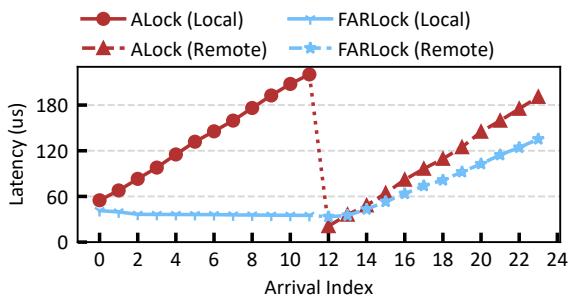 ALock (Local) FARLock (Local)
ALock (Remote) FARLock (Remote)
Latency (us)
180
120
60
0
0 2 4 6 8 10 12 14 16 18 20 22 24
Arrival Index